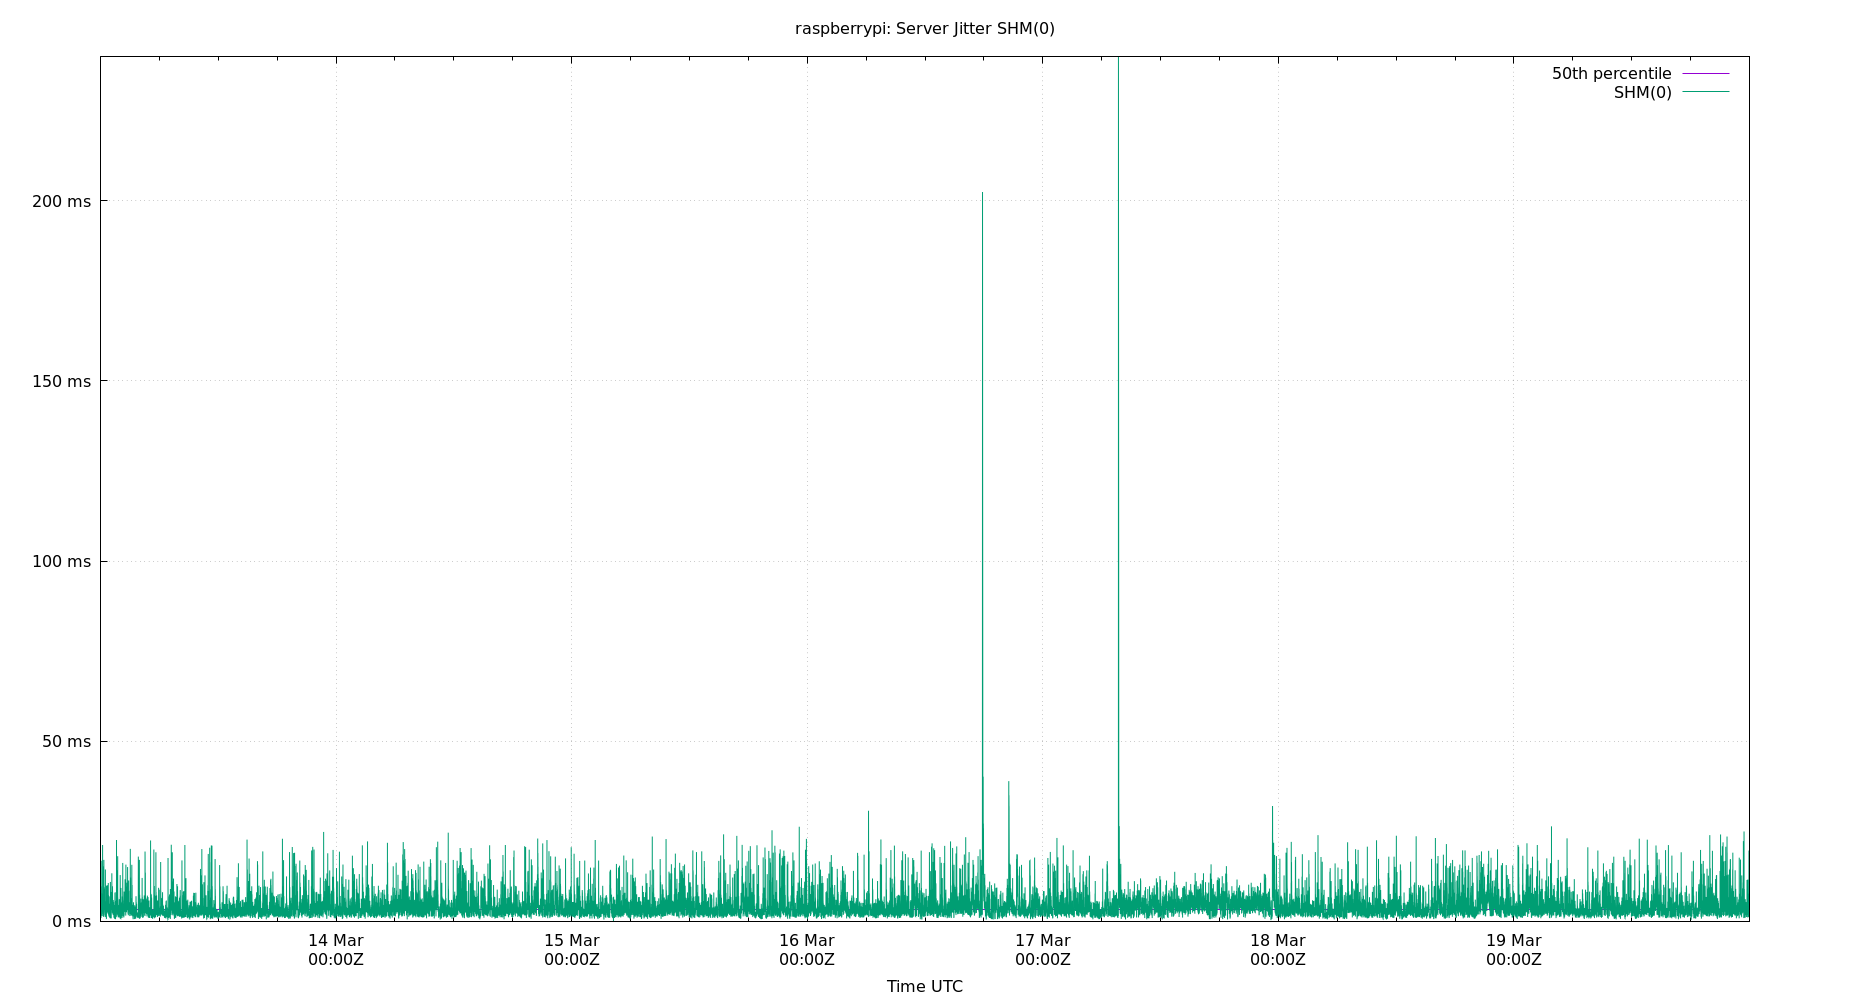 raspberrypi: Server Jitter SHM(0)
50th percentile
SHM(0)
200 ms
150 ms
100 ms
50 ms
0 ms
14 Mar 15 Mar 16 Mar 17 Mar 18 Mar 19 Mar
00:00Z 00:00Z 00:00Z 00:00Z 00:00Z 00:00Z
Time UTC